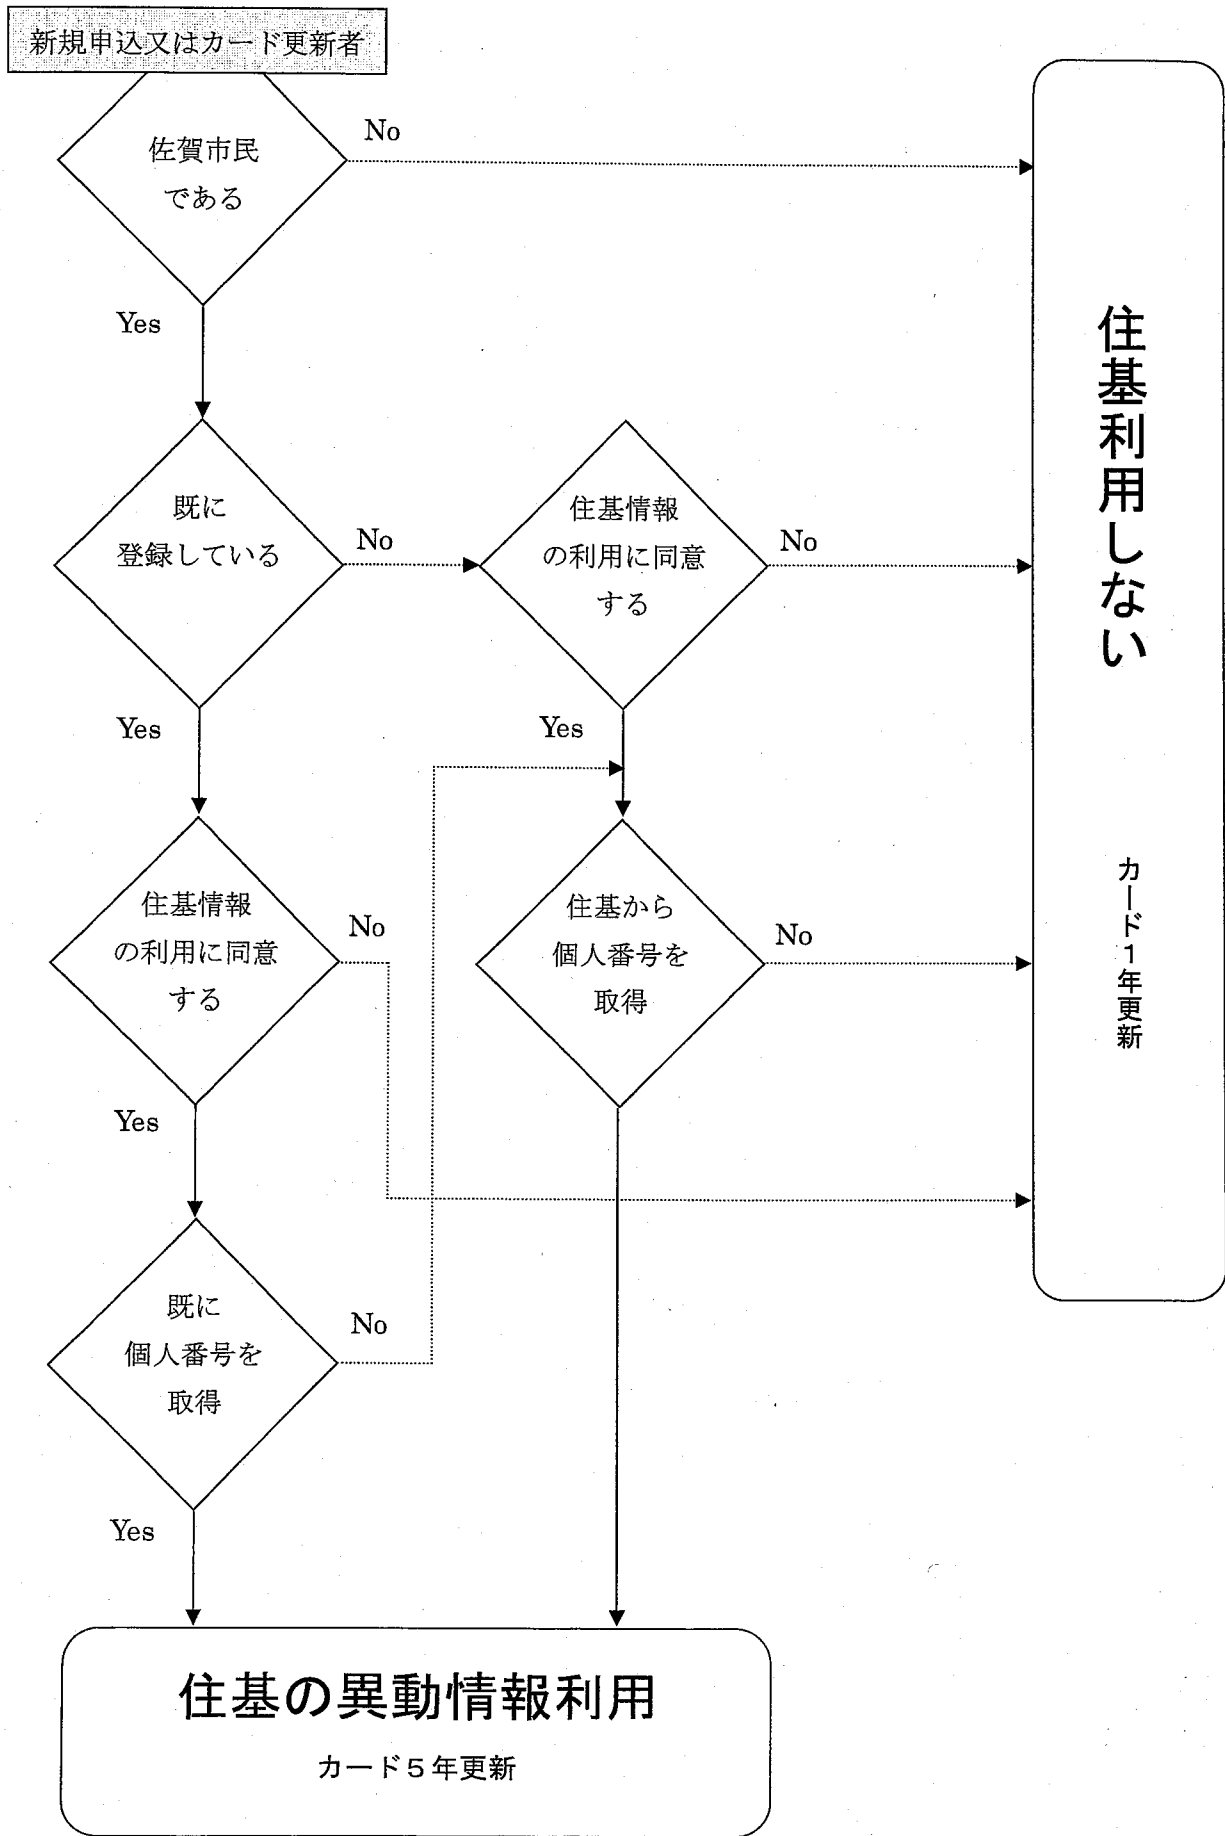 新規申込又はカード更新者
佐賀市民
である
No
Yes
既に
登録している
No
住基情報
の利用に同意
する
No
Yes
Yes
住基情報
の利用に同意
する
No
住基から
個人番号を
取得
No
Yes
既に
個人番号を
取得
No
Yes
住基の異動情報利用
カード5年更新
住基利用しない
カード1年更新